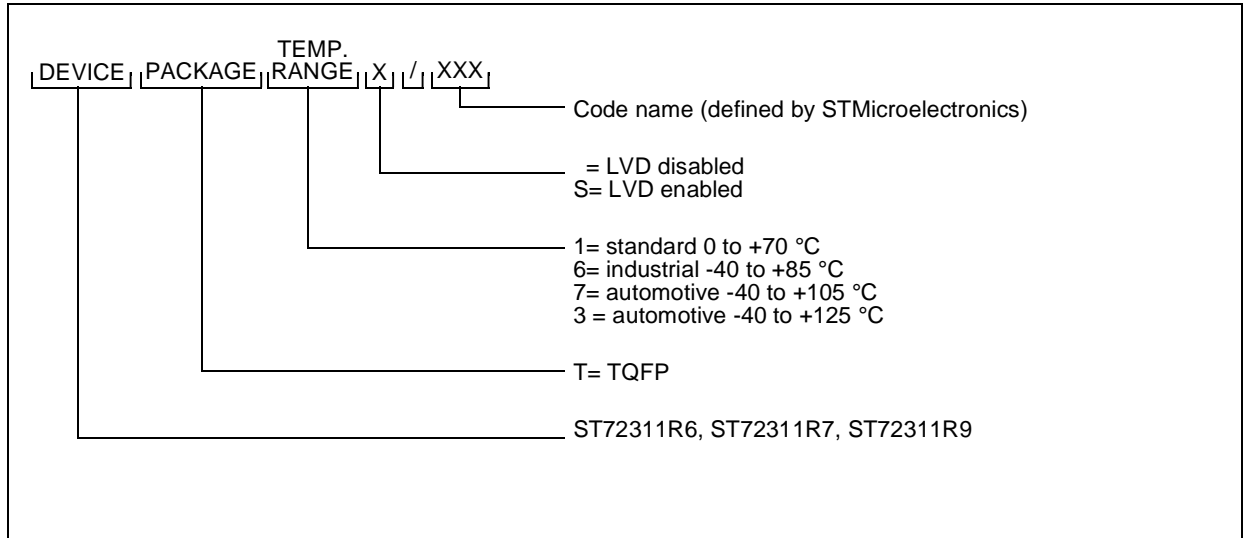 TEMP.
DEVICE PACKAGE RANGE X / XXX
Code name (defined by STMicroelectronics)
= LVD disabled
S= LVD enabled
1= standard 0 to +70 °C
6= industrial -40 to +85 °C
7= automotive -40 to +105 °C
3 = automotive -40 to +125 °C
T= TQFP
ST72311R6, ST72311R7, ST72311R9